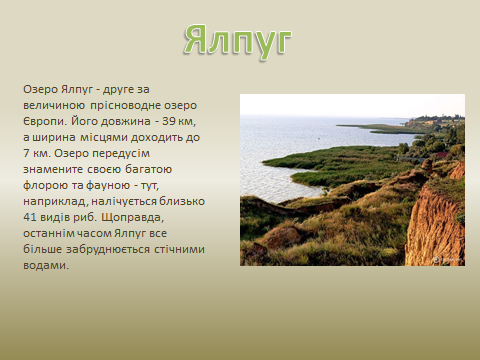 Ялпуг
Озеро Ялпуг - друге за
величиною прісноводне озеро
Європи. Його довжина - 39 км,
а ширина місцями доходить до
7 км. Озеро передусім
знамените своєю багатою
флорою та фауною - тут,
наприклад, налічується близько
41 видів риб. Щоправда,
останнім часом Ялпуг все
більше забруднюється стічними
водами.